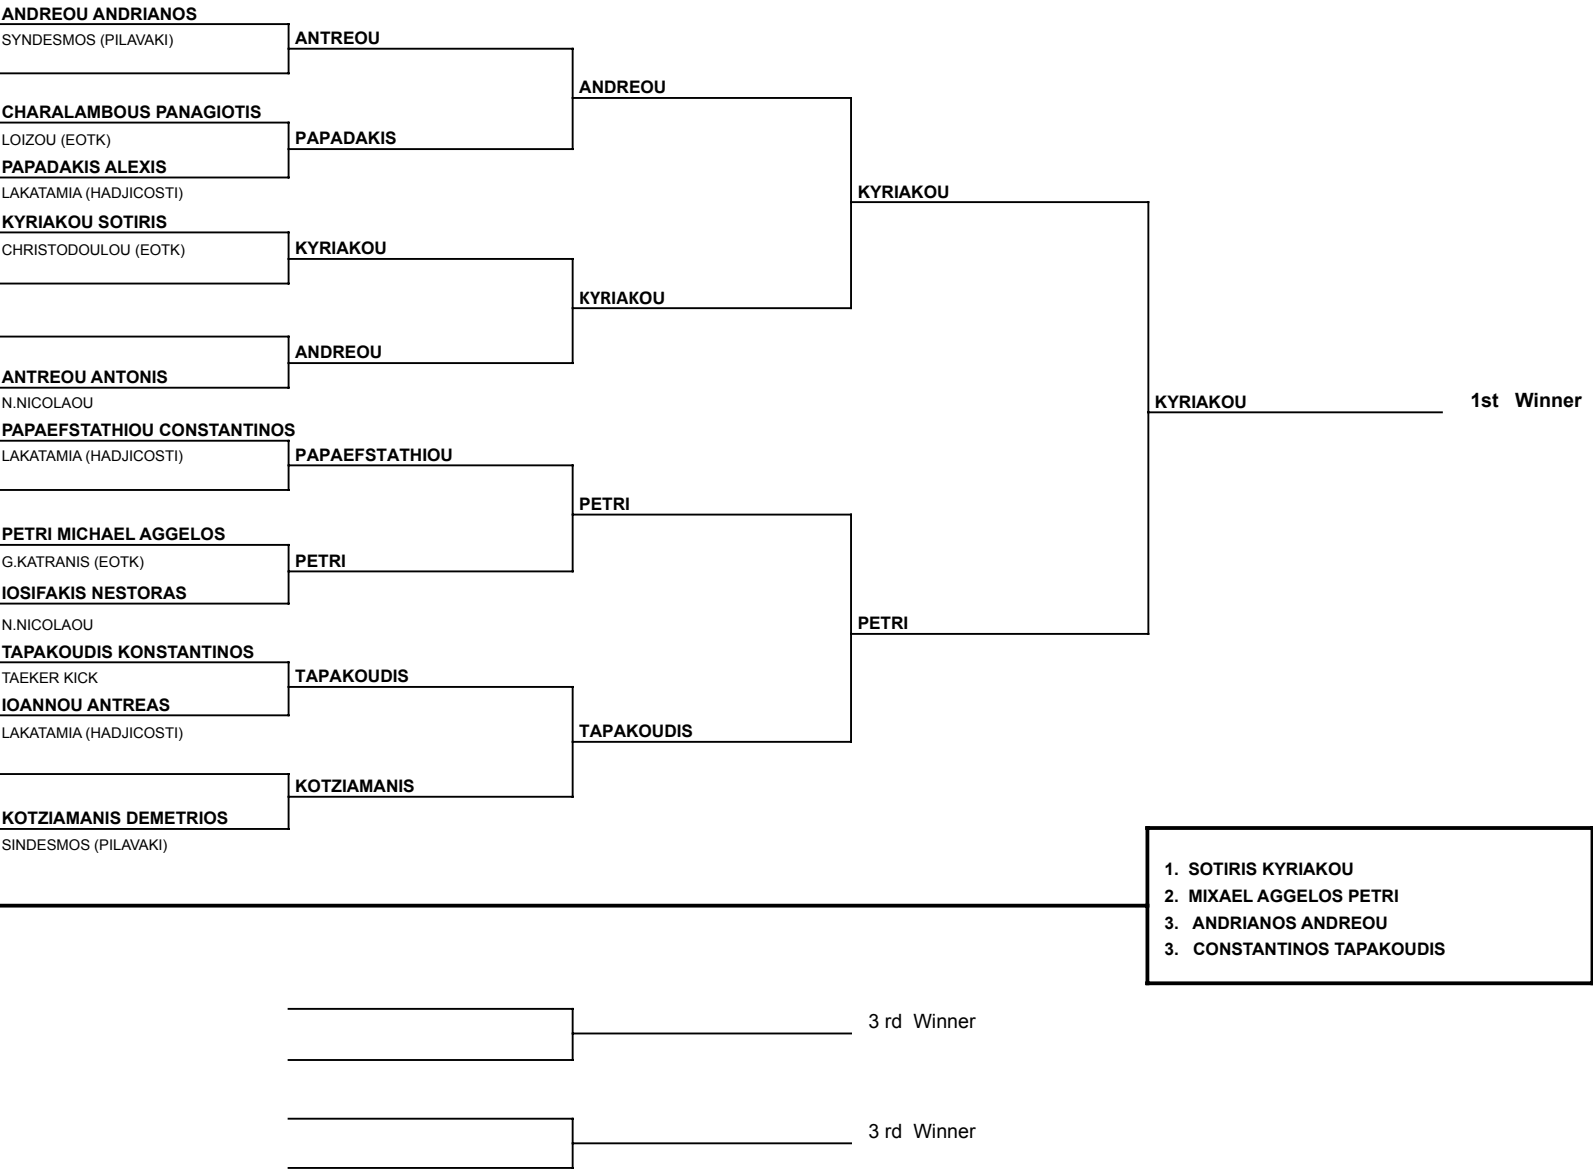 ANDREOU ANDRIANOS
SYNDESMOS (PILAVAKI)
CHARALAMBOUS PANAGIOTIS
LOIZOU (EOTK)
PAPADAKIS ALEXIS
LAKATAMIA (HADJICOSTI)
KYRIAKOU SOTIRIS
CHRISTODOULOU (EOTK)
ANTREOU ANTONIS
N.NICOLAOU
PAPAEFSTATHIOU CONSTANTINOS
LAKATAMIA (HADJICOSTI)
PETRI MICHAEL AGGELOS
G.KATRANIS (EOTK)
IOSIFAKIS NESTORAS
N.NICOLAOU
TAPAKOUDIS KONSTANTINOS
TAEKER KICK
IOANNOU ANTREAS
LAKATAMIA (HADJICOSTI)
KOTZIAMANIS DEMETRIOS
SINDESMOS (PILAVAKI)
ANTREOU
PAPADAKIS
KYRIAKOU
ANDREOU
PAPAEFSTATHIOU
PETRI
TAPAKOUDIS
KOTZIAMANIS
ANDREOU
KYRIAKOU
PETRI
TAPAKOUDIS
KYRIAKOU
PETRI
KYRIAKOU
1st Winner
1. SOTIRIS KYRIAKOU
2. MIXAEL AGGELOS PETRI
3. ANDRIANOS ANDREOU
3. CONSTANTINOS TAPAKOUDIS
3 rd Winner
3 rd Winner